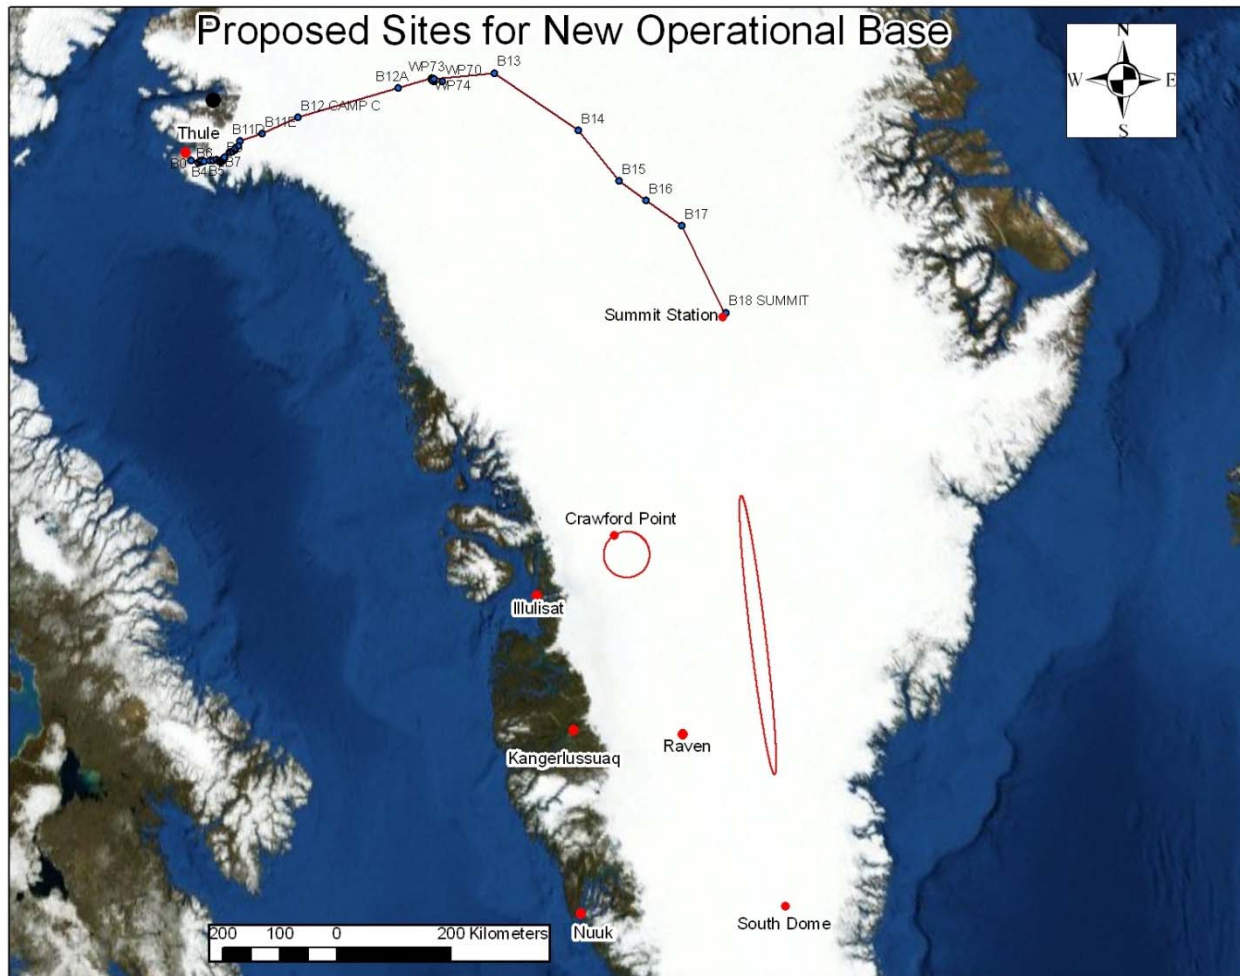 Proposed Sites for New Operational Base
N
W E
S
B13
WP73 WP70
B12A
WP74
B12 CAMP C
B14
B11D B11E
Thule
B6
B0 B7
B4 B5
B15
B16
B17
B18 SUMMIT
Summit Station
Crawford Point
Illulisat
Kangerlussuaq
Raven
South Dome
Nuuk
200 100 0 200 Kilometers